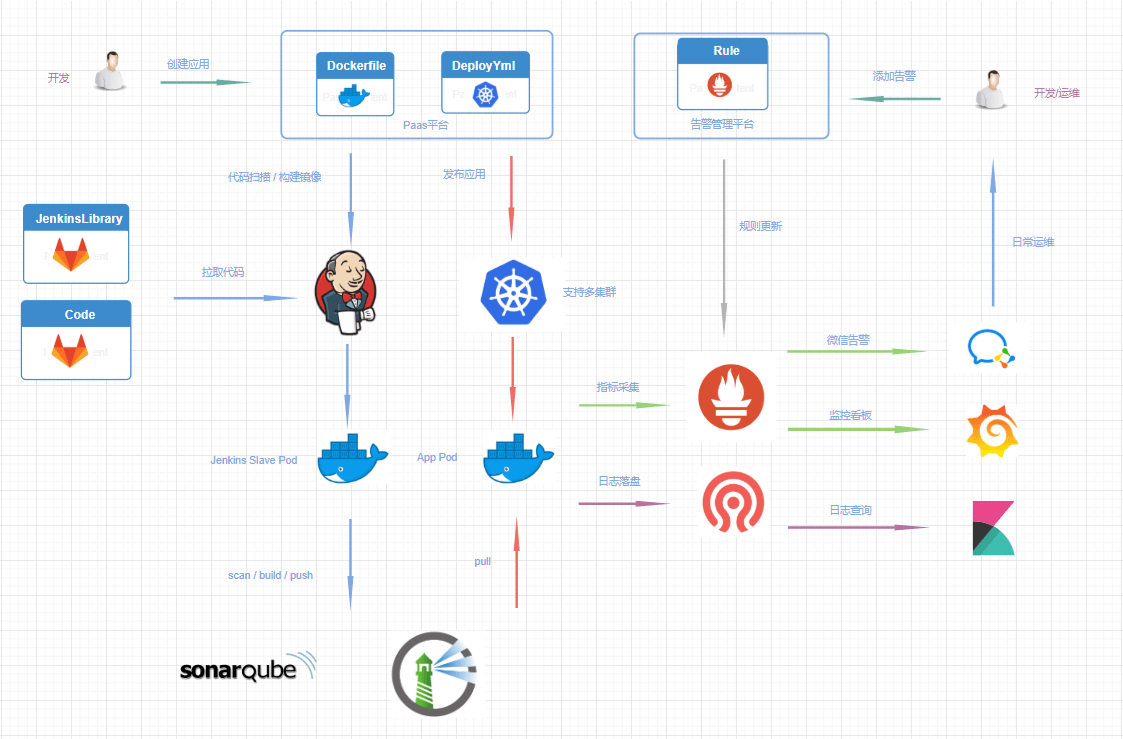 开发
创建应用
Dockerfile
DeployYml
Paas平台
Rule
告警管理平台
添加告警
开发/运维
代码扫描 / 构建镜像
发布应用
规则更新
日常运维
JenkinsLibrary
拉取代码
Code
支持多集群
微信告警
指标采集
监控看板
Jenkins Slave Pod
App Pod
日志落盘
日志查询
scan / build / push
pull
sonarqube